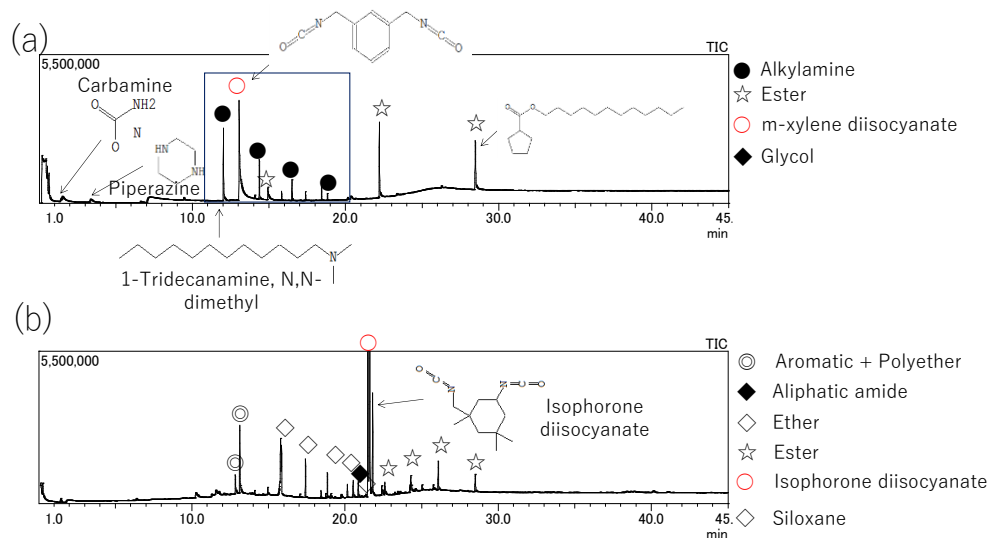 (a)
TIC
5,500,000
Carbamine
O
NH2
O
N
HN
NH
Piperazine
O
C
N
N
C
O
O
O
Alkylamine
Ester
m-xylene diisocyanate
Glycol
1.0 10.0 20.0 30.0 40.0 45.
min
N
1-Tridecanamine, N,N-
dimethyl
(b)
TIC
5,500,000
O
C
N
N
C
O
Isophorone
diisocyanate
Aromatic + Polyether
Aliphatic amide
Ether
Ester
Isophorone diisocyanate
Siloxane
1.0 10.0 20.0 30.0 40.0 45.
min